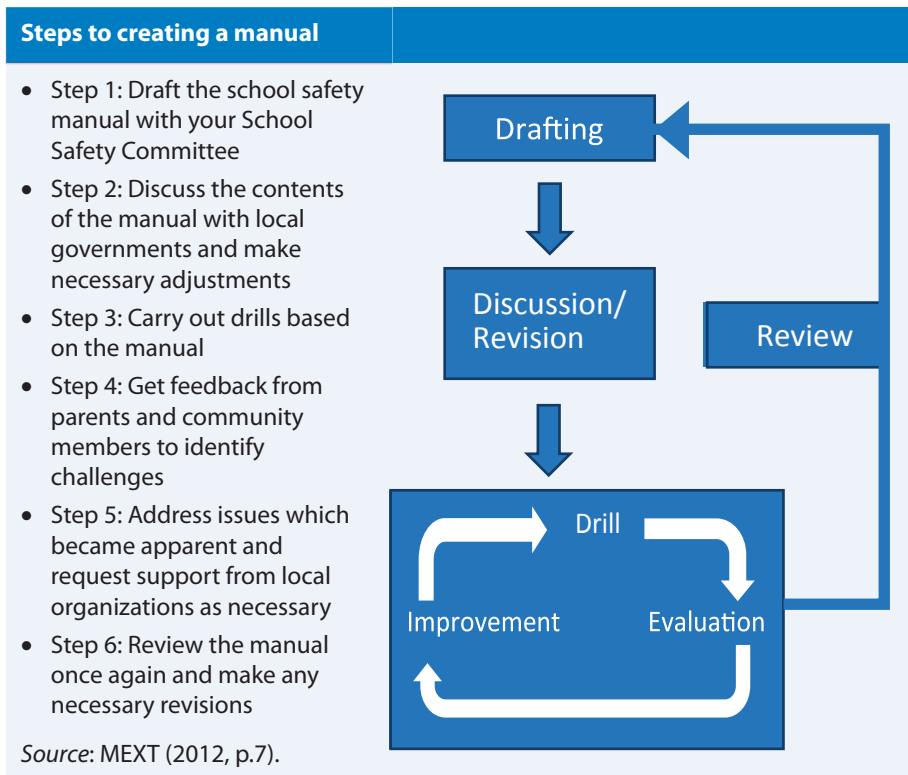 Steps to creating a manual
• Step 1: Draft the school safety
manual with your School
Safety Committee
• Step 2: Discuss the contents
of the manual with local
governments and make
necessary adjustments
• Step 3: Carry out drills based
on the manual
• Step 4: Get feedback from
parents and community
members to identify
challenges
• Step 5: Address issues which
became apparent and
request support from local
organizations as necessary
• Step 6: Review the manual
once again and make any
necessary revisions
Source: MEXT (2012, p.7).
Drafting
Discussion/
Revision
Review
Drill
Improvement
Evaluation